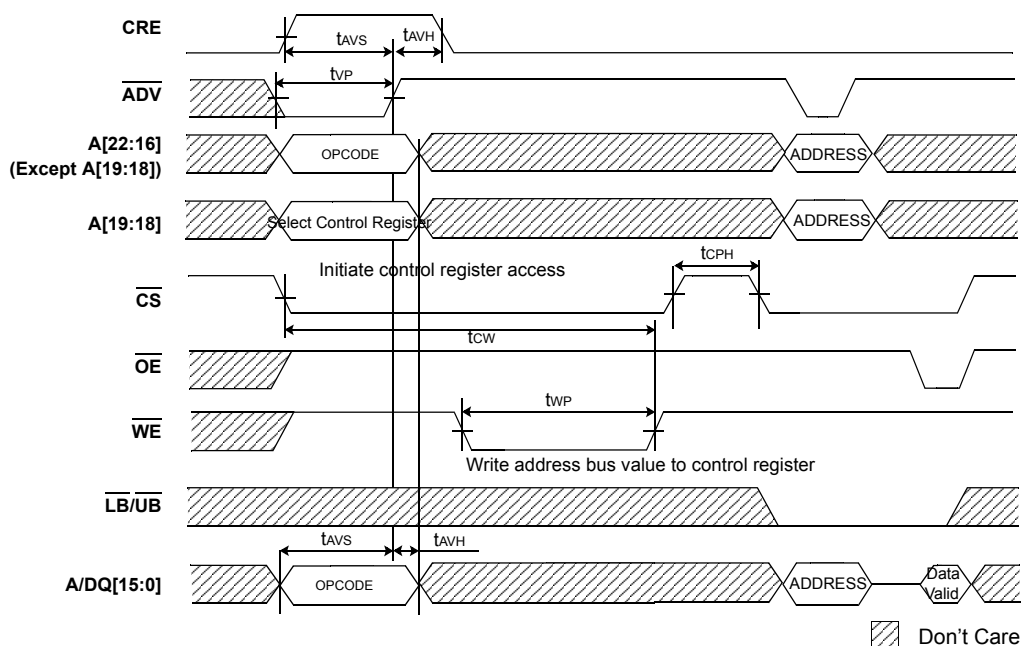 CRE
tAVS
tAVH
ADV
tVP
A[22:16]
(Except A[19:18])
OPCODE
ADDRESS
A[19:18]
Select Control Register
ADDRESS
Initiate control register access
tCPH
CS
tCW
OE
tWP
WE
Write address bus value to control register
LB/UB
tAVS
tAVH
A/DQ[15:0]
OPCODE
ADDRESS
Data
Valid
Don't Care